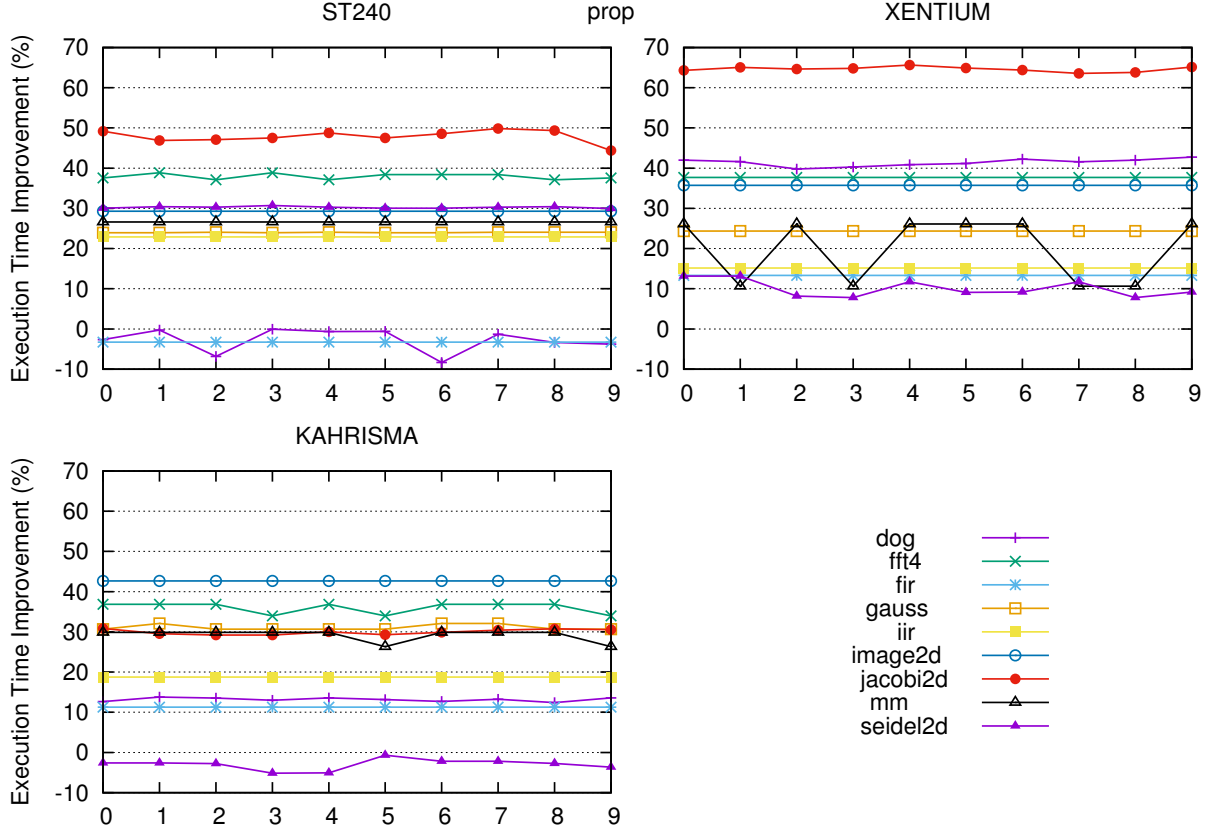 ST240 prop XENTIUM
Execution Time Improvement (%)
70
60
50
40
30
20
10
0
-10
0 1 2 3 4 5 6 7 8 9
70
60
50
40
30
20
10
0
-10
0 1 2 3 4 5 6 7 8 9
Execution Time Improvement (%)
KAHRISMA
Execution Time Improvement (%)
70
60
50
40
30
20
10
0
-10
0 1 2 3 4 5 6 7 8 9
dog
fft4
fir
gauss
iir
image2d
jacobi2d
mm
seidel2d